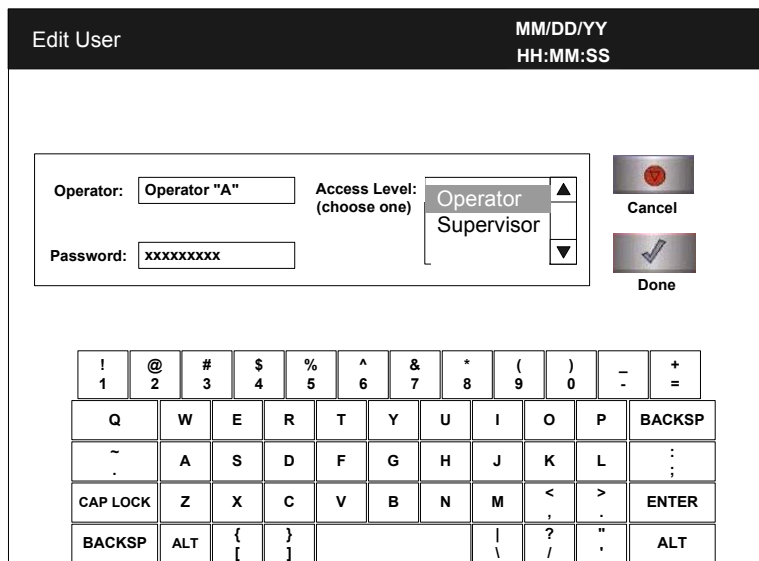 Edit User
MM/DD/YY
HH:MM:SS
Operator: Operator "A"
Access Level:
(choose one)
Operator
Supervisor
Password: xxxxxxxxx
Cancel
Done
! @ # $ % ^ & * ( ) _ +
1 2 3 4 5 6 7 8 9 0 - =
Q W E R T Y U I O P BACKSP
~ :
. A S D F G H J K L ;
CAP LOCK Z X C V B N M < > ENTER
, .
BACKSP ALT { } | ? " ALT
[ ] \ / '